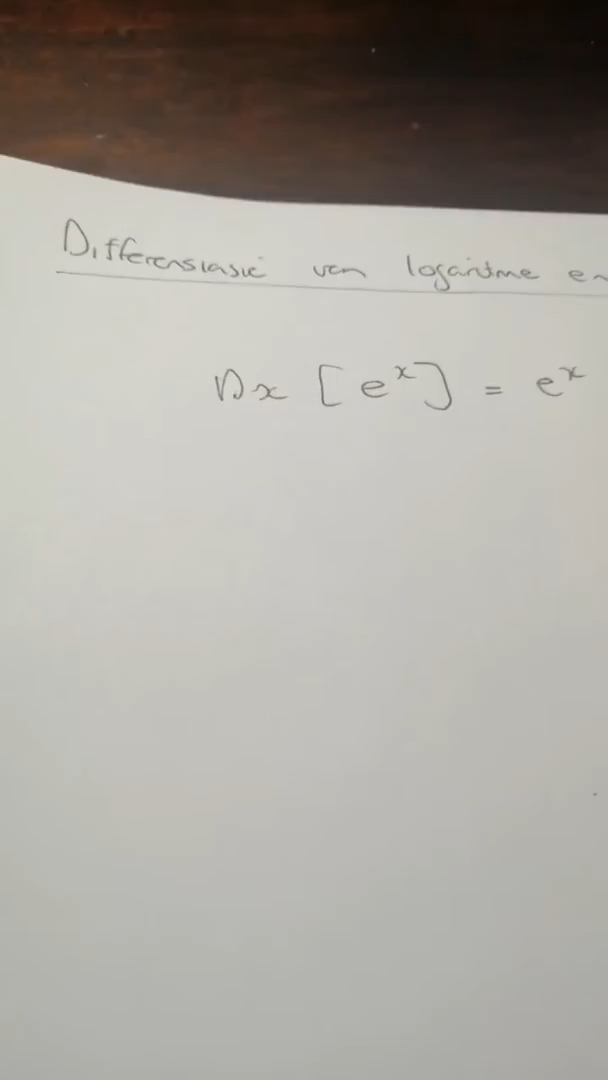 Differensiasie van logaritme en
Dx [e^x] = e^x